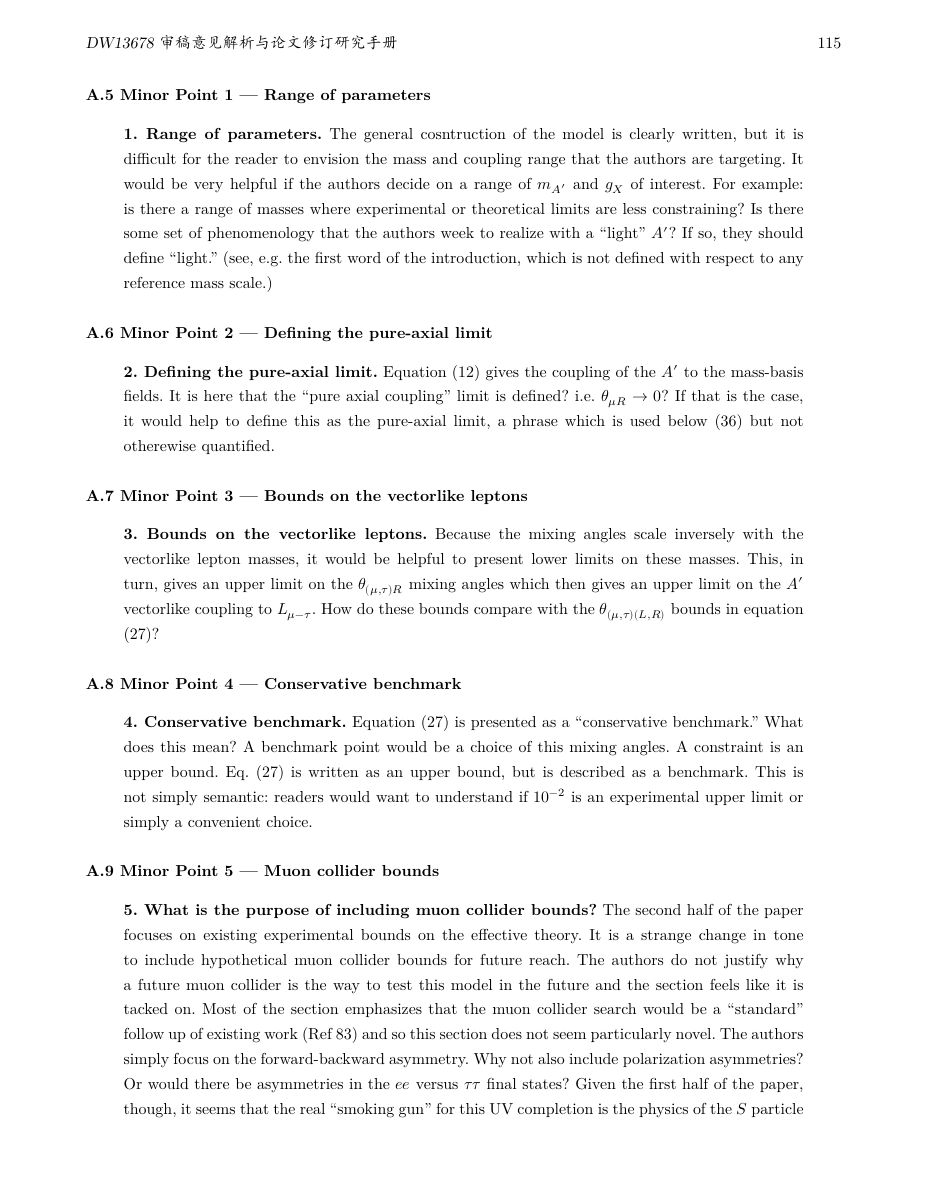 DW13678 审稿意见解析与论文修订研究手册 115
A.5 Minor Point 1 — Range of parameters
1. Range of parameters. The general cosntruction of the model is clearly written, but it is
difficult for the reader to envision the mass and coupling range that the authors are targeting. It
would be very helpful if the authors decide on a range of m_{A′} and g_X of interest. For example:
is there a range of masses where experimental or theoretical limits are less constraining? Is there
some set of phenomenology that the authors week to realize with a “light” A′? If so, they should
define “light.” (see, e.g. the first word of the introduction, which is not defined with respect to any
reference mass scale.)
A.6 Minor Point 2 — Defining the pure-axial limit
2. Defining the pure-axial limit. Equation (12) gives the coupling of the A′ to the mass-basis
fields. It is here that the “pure axial coupling” limit is defined? i.e. θ_{μR} → 0? If that is the case,
it would help to define this as the pure-axial limit, a phrase which is used below (36) but not
otherwise quantified.
A.7 Minor Point 3 — Bounds on the vectorlike leptons
3. Bounds on the vectorlike leptons. Because the mixing angles scale inversely with the
vectorlike lepton masses, it would be helpful to present lower limits on these masses. This, in
turn, gives an upper limit on the θ_{(μ,τ)R} mixing angles which then gives an upper limit on the A′
vectorlike coupling to L_{μ−τ}. How do these bounds compare with the θ_{(μ,τ)(L,R)} bounds in equation
(27)?
A.8 Minor Point 4 — Conservative benchmark
4. Conservative benchmark. Equation (27) is presented as a “conservative benchmark.” What
does this mean? A benchmark point would be a choice of this mixing angles. A constraint is an
upper bound. Eq. (27) is written as an upper bound, but is described as a benchmark. This is
not simply semantic: readers would want to understand if 10^{−2} is an experimental upper limit or
simply a convenient choice.
A.9 Minor Point 5 — Muon collider bounds
5. What is the purpose of including muon collider bounds? The second half of the paper
focuses on existing experimental bounds on the effective theory. It is a strange change in tone
to include hypothetical muon collider bounds for future reach. The authors do not justify why
a future muon collider is the way to test this model in the future and the section feels like it is
tacked on. Most of the section emphasizes that the muon collider search would be a “standard”
follow up of existing work (Ref 83) and so this section does not seem particularly novel. The authors
simply focus on the forward-backward asymmetry. Why not also include polarization asymmetries?
Or would there be asymmetries in the ee versus ττ final states? Given the first half of the paper,
though, it seems that the real “smoking gun” for this UV completion is the physics of the S particle